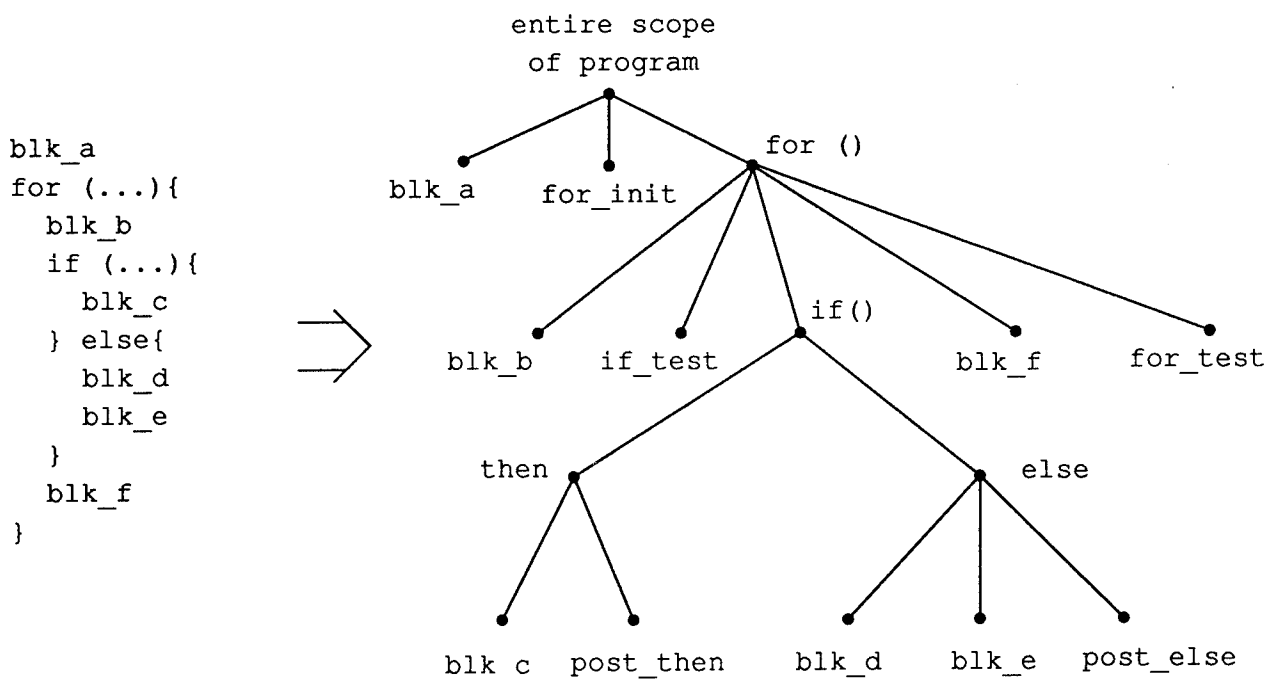 entire scope
of program
blk_a
for (...){
blk_b
if (...){
blk_c
} else{
blk_d
blk_e
}
blk_f
}
for ()
blk_a
for_init
if()
blk_b
if_test
blk_f
for_test
then
else
blk c
post_then
blk_d
blk_e
post_else